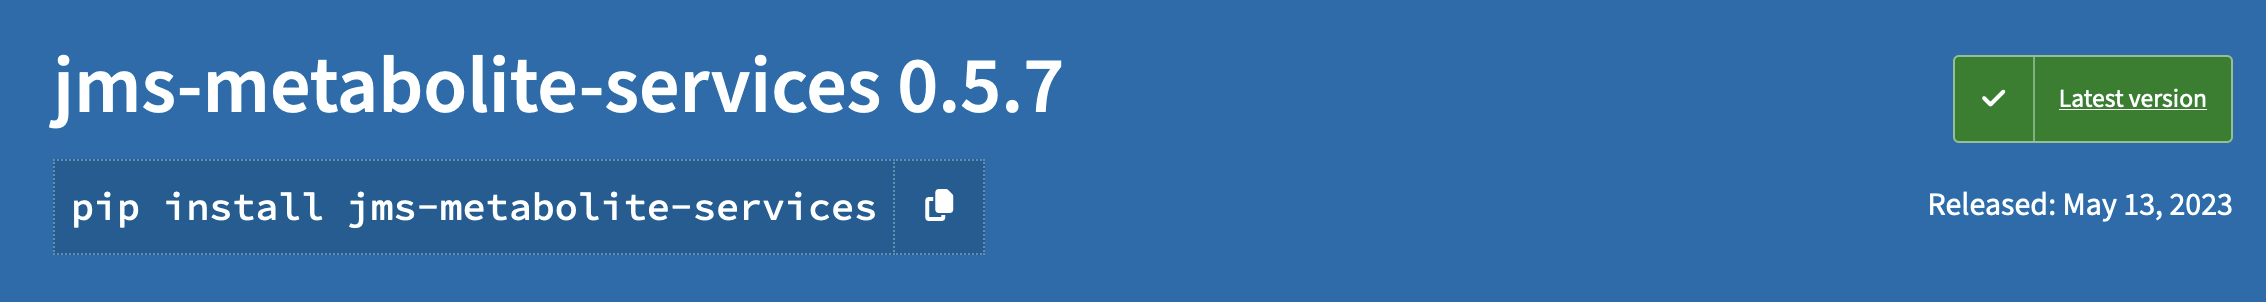 jms-metabolite-services 0.5.7
Latest version
pip install jms-metabolite-services
Released: May 13, 2023